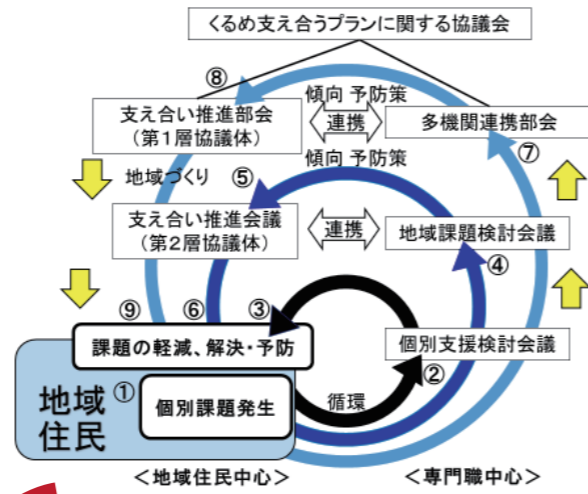 くるめ支え合うプランに関する協議会
⑧
傾向 予防策
支え合い推進部会
(第1層協議体)
連携
多機関連携部会
⑦
傾向 予防策
地域づくり
⑤
支え合い推進会議
(第2層協議体)
連携
地域課題検討会議
④
⑨
⑥
③
課題の軽減、解決・予防
個別支援検討会議
②
地域
住民
①
個別課題発生
循環
<地域住民中心>
<専門職中心>